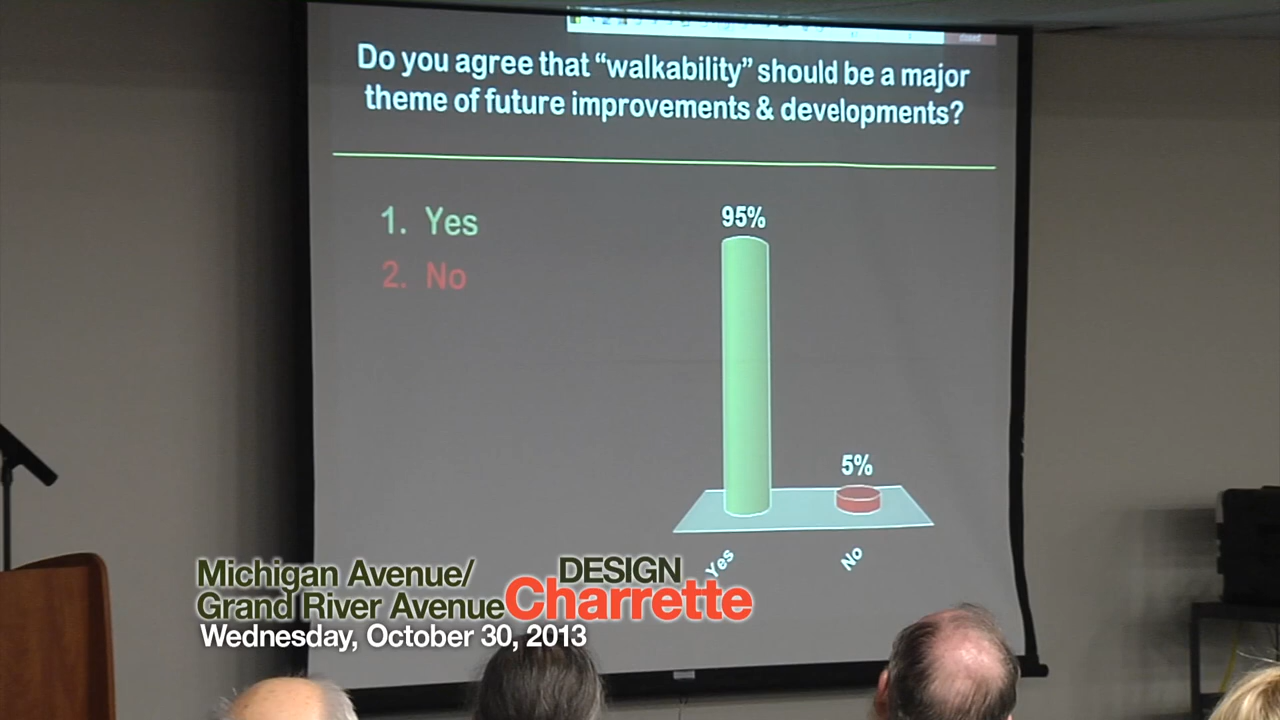 Do you agree that “walkability” should be a major
theme of future improvements & developments?
1. Yes
2. No
95%
5%
Yes
No
Michigan Avenue/
Grand River Avenue
DESIGN
Charrette
Wednesday, October 30, 2013